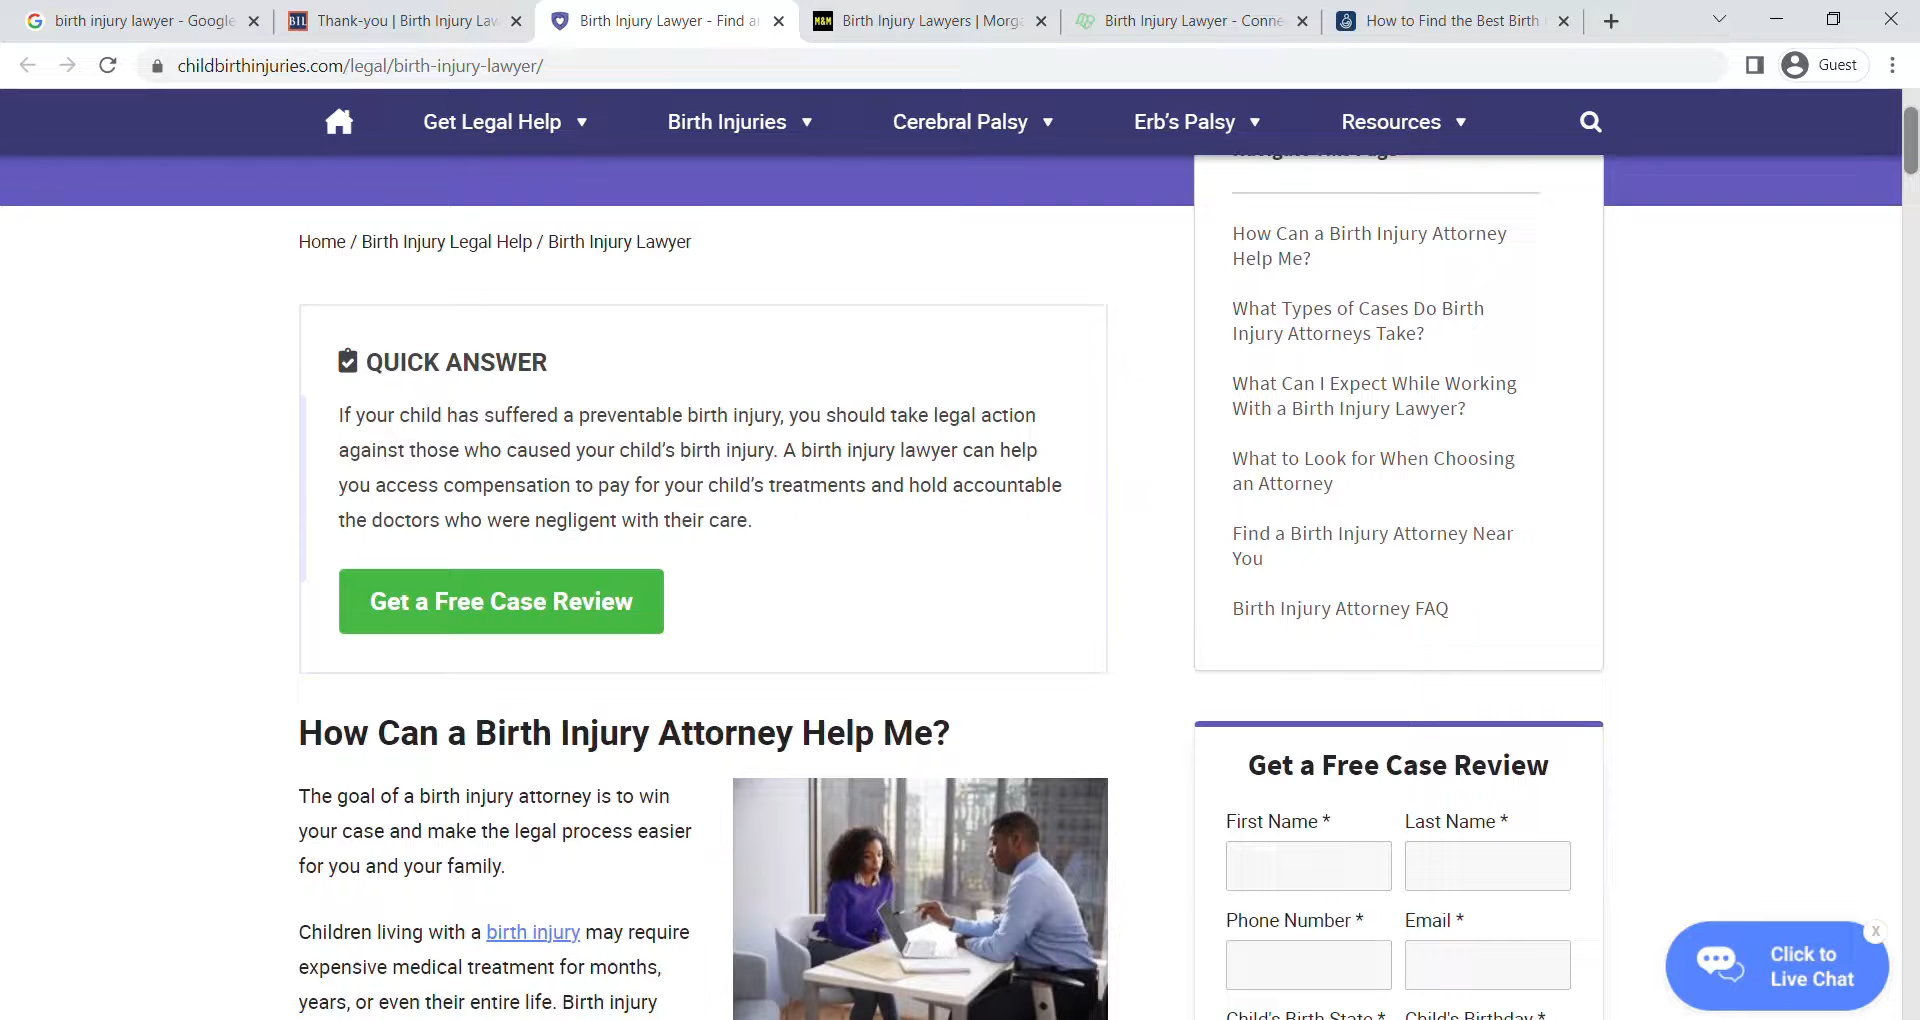 birth injury lawyer - Google
Thank-you | Birth Injury Law
Birth Injury Lawyer - Find a
Birth Injury Lawyers | Morg
Birth Injury Lawyer - Conne
How to Find the Best Birth
childbirthinjuries.com/legal/birth-injury-lawyer/
Guest
Get Legal Help
Birth Injuries
Cerebral Palsy
Erb's Palsy
Resources
Navigate This Page
Home / Birth Injury Legal Help / Birth Injury Lawyer
QUICK ANSWER
If your child has suffered a preventable birth injury, you should take legal action
against those who caused your child's birth injury. A birth injury lawyer can help
you access compensation to pay for your child's treatments and hold accountable
the doctors who were negligent with their care.
Get a Free Case Review
How Can a Birth Injury Attorney
Help Me?
What Types of Cases Do Birth
Injury Attorneys Take?
What Can I Expect While Working
With a Birth Injury Lawyer?
What to Look for When Choosing
an Attorney
Find a Birth Injury Attorney Near
You
Birth Injury Attorney FAQ
How Can a Birth Injury Attorney Help Me?
The goal of a birth injury attorney is to win
your case and make the legal process easier
for you and your family.
Children living with a birth injury may require
expensive medical treatment for months,
years, or even their entire life. Birth injury
Get a Free Case Review
First Name * Last Name *
Phone Number * Email *
Child's Birth State * Child's Birthday *
X
Click to
Live Chat
BIL
M&M